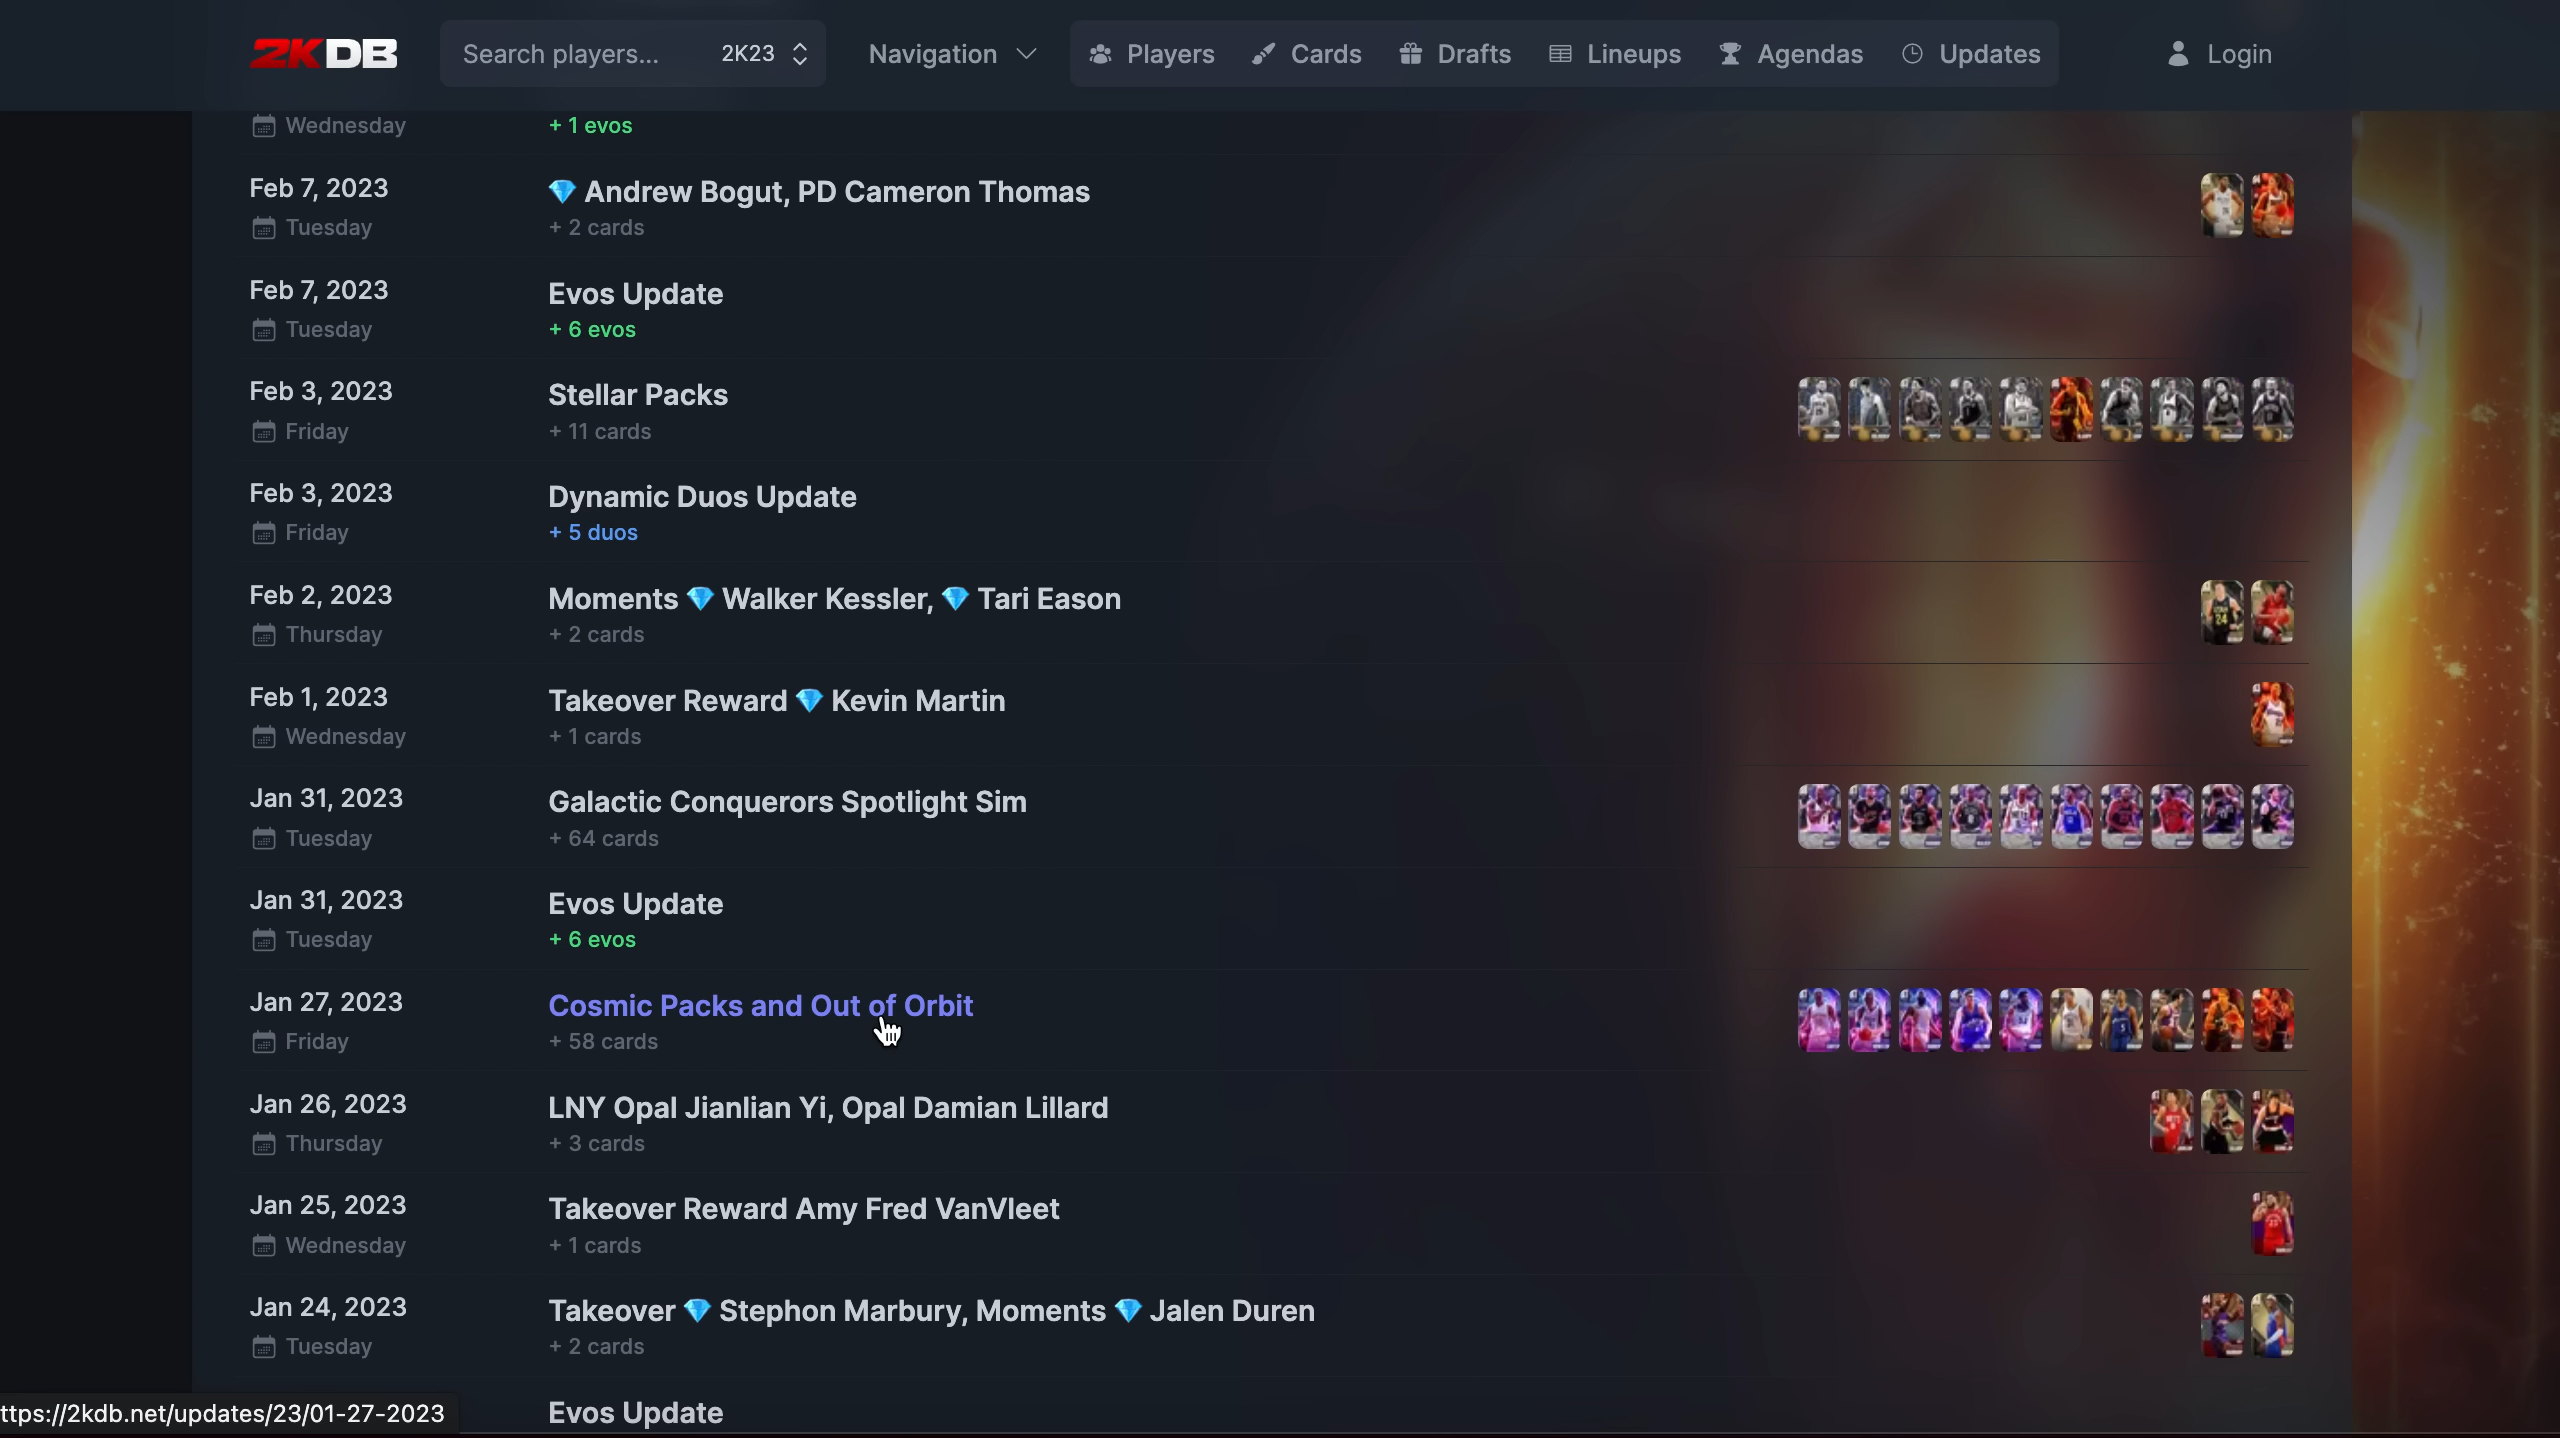 2KDB
Search players...
2K23
Navigation
Players
Cards
Drafts
Lineups
Agendas
Updates
Login
Wednesday
+ 1 evos
Feb 7, 2023
Tuesday
💎 Andrew Bogut, PD Cameron Thomas
+ 2 cards
Feb 7, 2023
Tuesday
Evos Update
+ 6 evos
Feb 3, 2023
Friday
Stellar Packs
+ 11 cards
Feb 3, 2023
Friday
Dynamic Duos Update
+ 5 duos
Feb 2, 2023
Thursday
Moments 💎 Walker Kessler, 💎 Tari Eason
+ 2 cards
Feb 1, 2023
Wednesday
Takeover Reward 💎 Kevin Martin
+ 1 cards
Jan 31, 2023
Tuesday
Galactic Conquerors Spotlight Sim
+ 64 cards
Jan 31, 2023
Tuesday
Evos Update
+ 6 evos
Jan 27, 2023
Friday
Cosmic Packs and Out of Orbit
+ 58 cards
Jan 26, 2023
Thursday
LNY Opal Jianlian Yi, Opal Damian Lillard
+ 3 cards
Jan 25, 2023
Wednesday
Takeover Reward Amy Fred VanVleet
+ 1 cards
Jan 24, 2023
Tuesday
Takeover 💎 Stephon Marbury, Moments 💎 Jalen Duren
+ 2 cards
Evos Update
ttps://2kdb.net/updates/23/01-27-2023